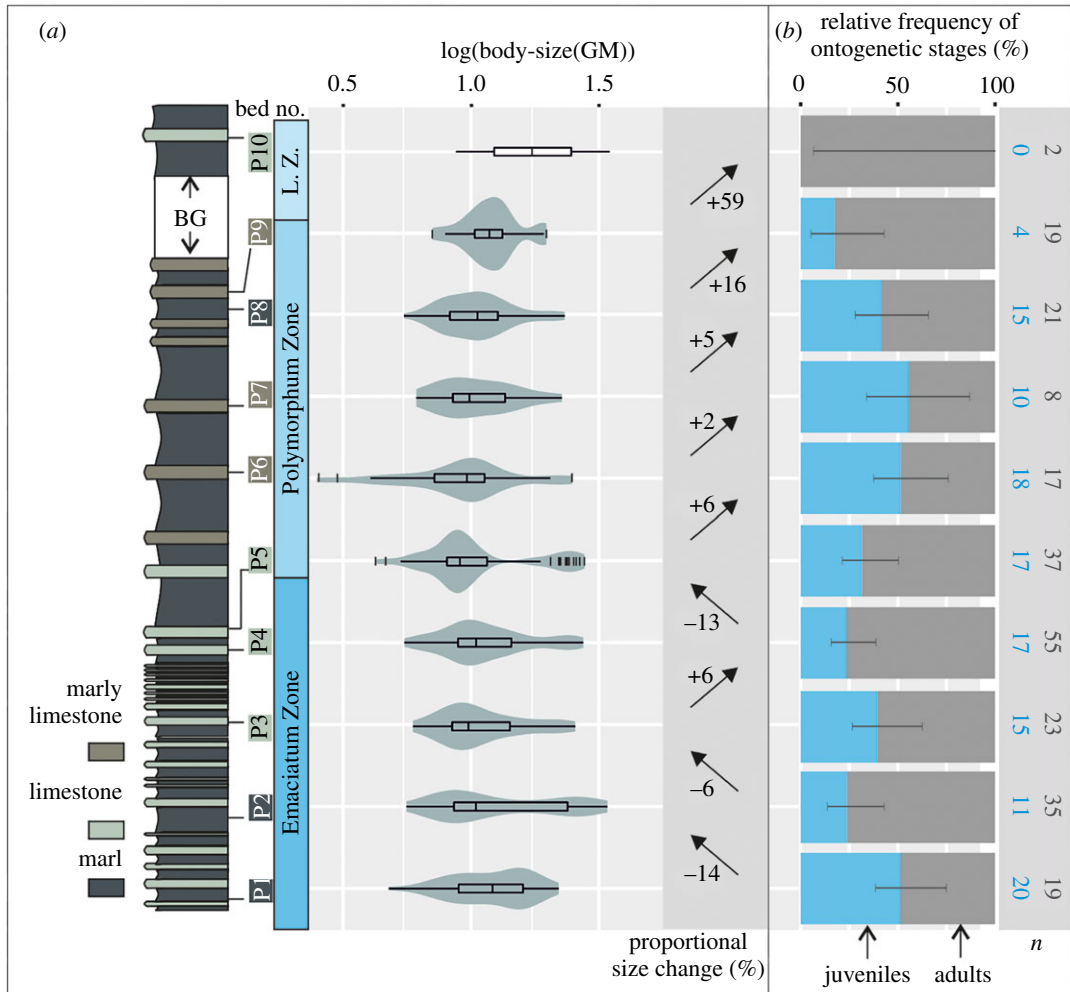 (a)
log(body-size(GM))
0.5 1.0 1.5
bed no.
P10
P9
P8
P7
P6
P5
P4
P3
P2
P1
BG
L. Z.
Polymorphum Zone
Emaciatum Zone
marly
limestone
limestone
marl
+59
+16
+5
+2
+6
–13
+6
–6
–14
proportional
size change (%)
(b)
relative frequency of
ontogenetic stages (%)
0 50 100
0 2
4 19
15 21
10 8
18 17
17 37
17 55
15 23
11 35
20 19
n
juveniles adults